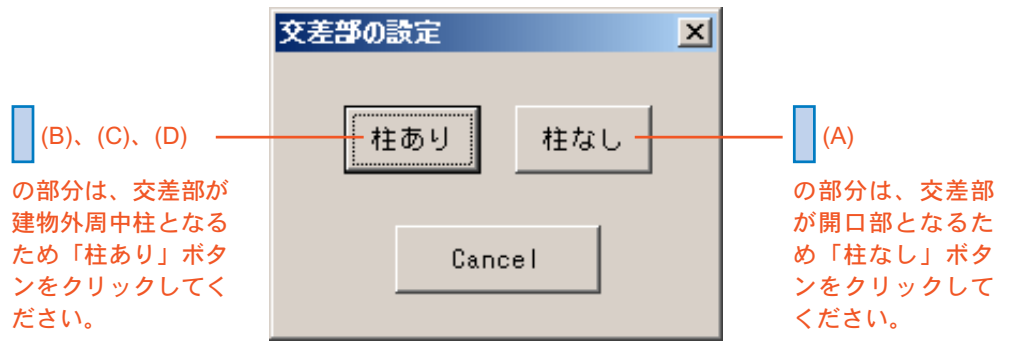 交差部の設定
(B)、(C)、(D)
の部分は、交差部が
建物外周中柱となる
ため「柱あり」ボタ
ンをクリックしてく
ださい。
柱あり
柱なし
Cancel
(A)
の部分は、交差部
が開口部となるた
め「柱なし」ボタ
ンをクリックして
ください。